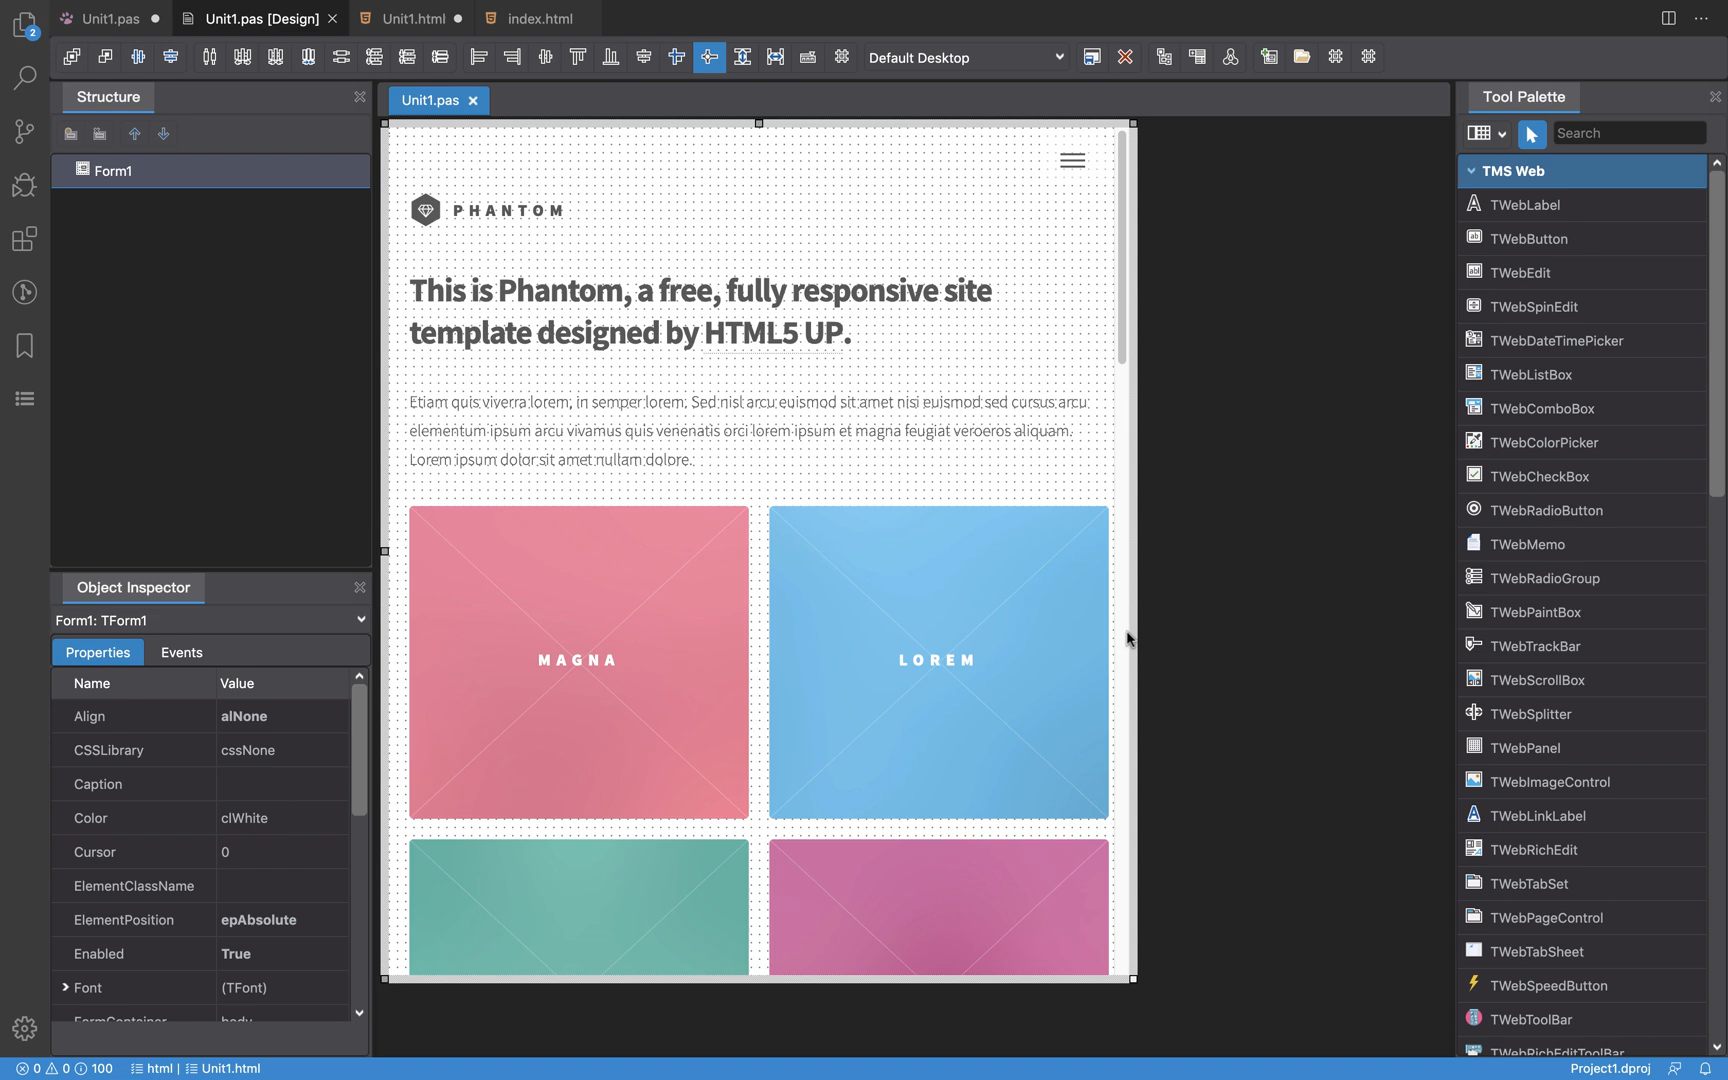 2
Unit1.pas
Unit1.pas [Design]
Unit1.html
index.html
Default Desktop
Structure
Form1
Object Inspector
Form1: TForm1
Properties
Events
Name
Value
Align
alNone
CSSLibrary
cssNone
Caption
Color
clWhite
Cursor
0
ElementClassName
ElementPosition
epAbsolute
Enabled
True
Font
(TFont)
FormContainer
body
Unit1.pas
PHANTOM
This is Phantom, a free, fully responsive site
template designed by HTML5 UP.
Etiam quis viverra lorem, in semper lorem. Sed nisl arcu euismod sit amet nisi euismod sed cursus arcu
elementum ipsum arcu vivamus quis venenatis orci lorem ipsum et magna feugiat veroeros aliquam.
Lorem ipsum dolor sit amet nullam dolore.
MAGNA
LOREM
Tool Palette
Search
TMS Web
TWebLabel
TWebButton
TWebEdit
TWebSpinEdit
TWebDateTimePicker
TWebListBox
TWebComboBox
TWebColorPicker
TWebCheckBox
TWebRadioButton
TWebMemo
TWebRadioGroup
TWebPaintBox
TWebTrackBar
TWebScrollBox
TWebSplitter
TWebPanel
TWebImageControl
TWebLinkLabel
TWebRichEdit
TWebTabSet
TWebPageControl
TWebTabSheet
TWebSpeedButton
TWebToolBar
TWebRichEditToolBar
0 0 100 html | Unit1.html
Project1.dproj